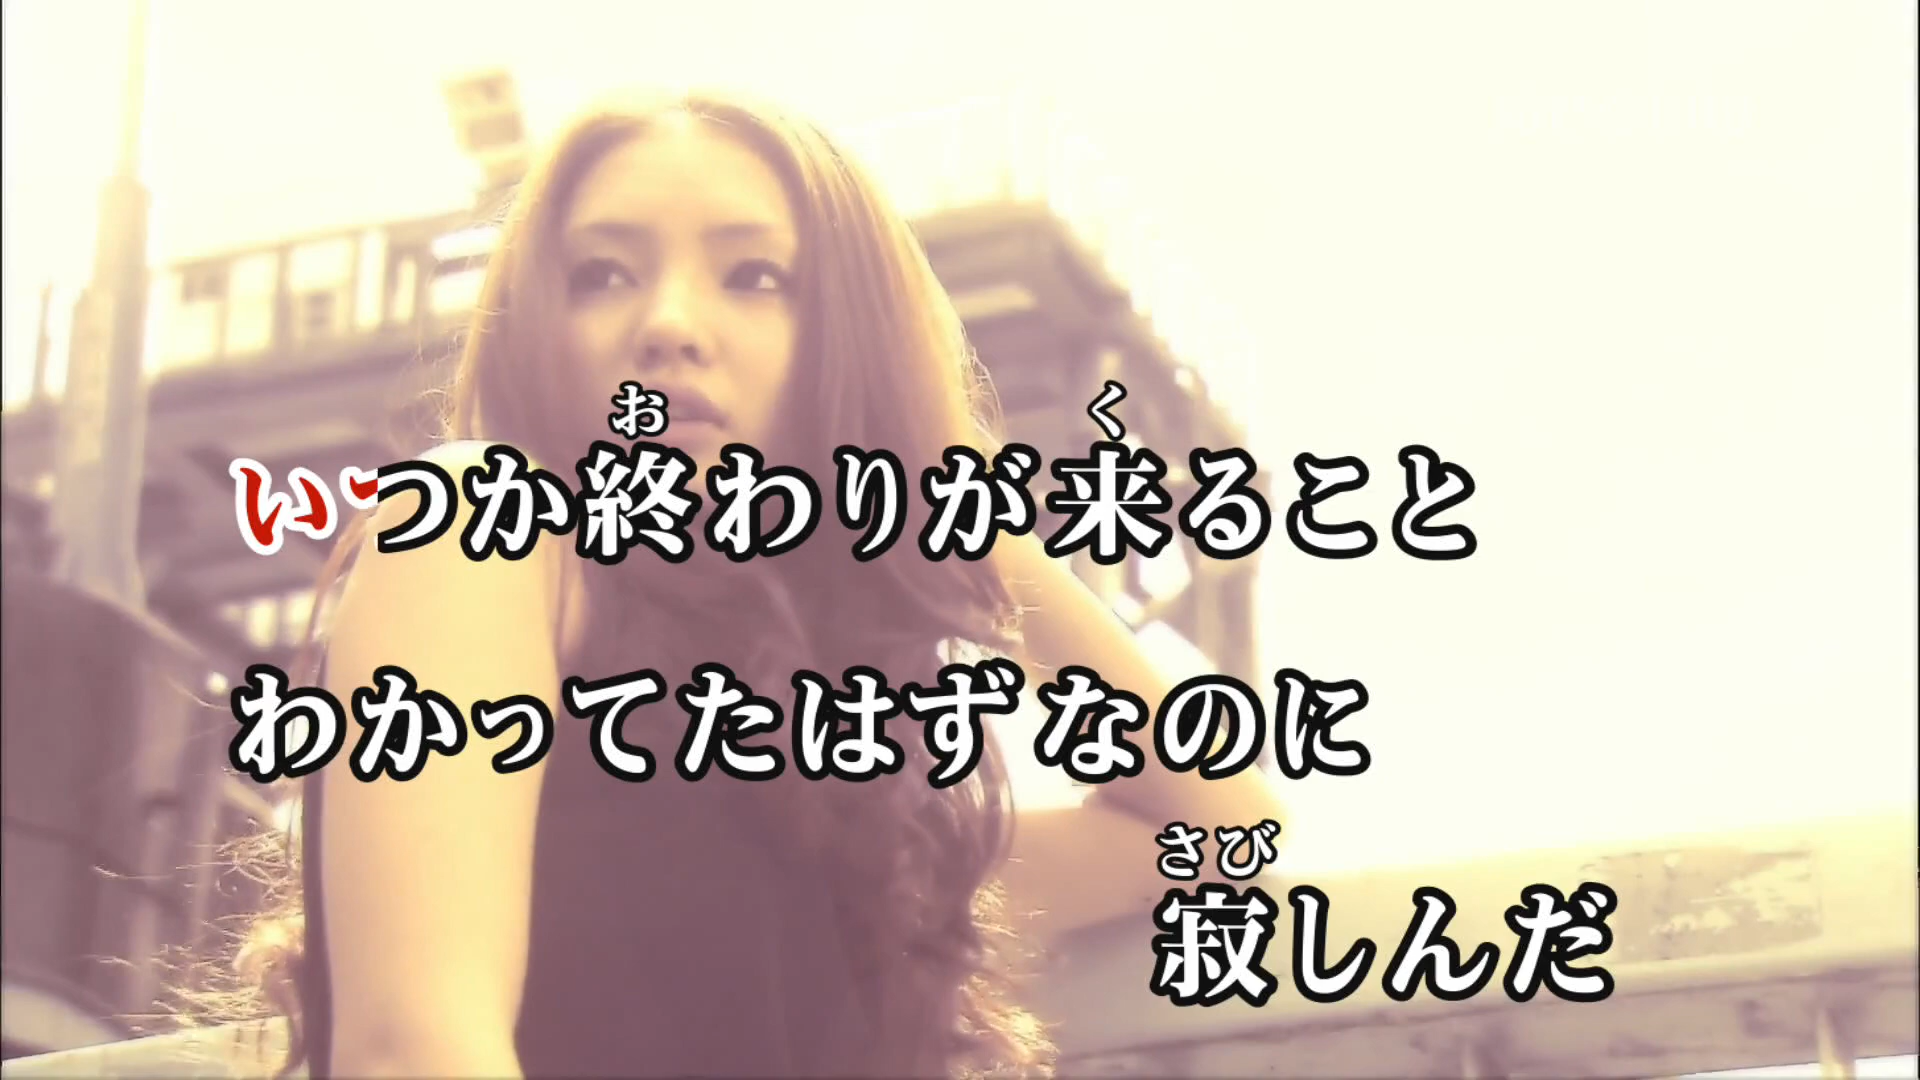 お く
いつか終わりが来ること
わかってたはずなのに
さび
寂しんだ